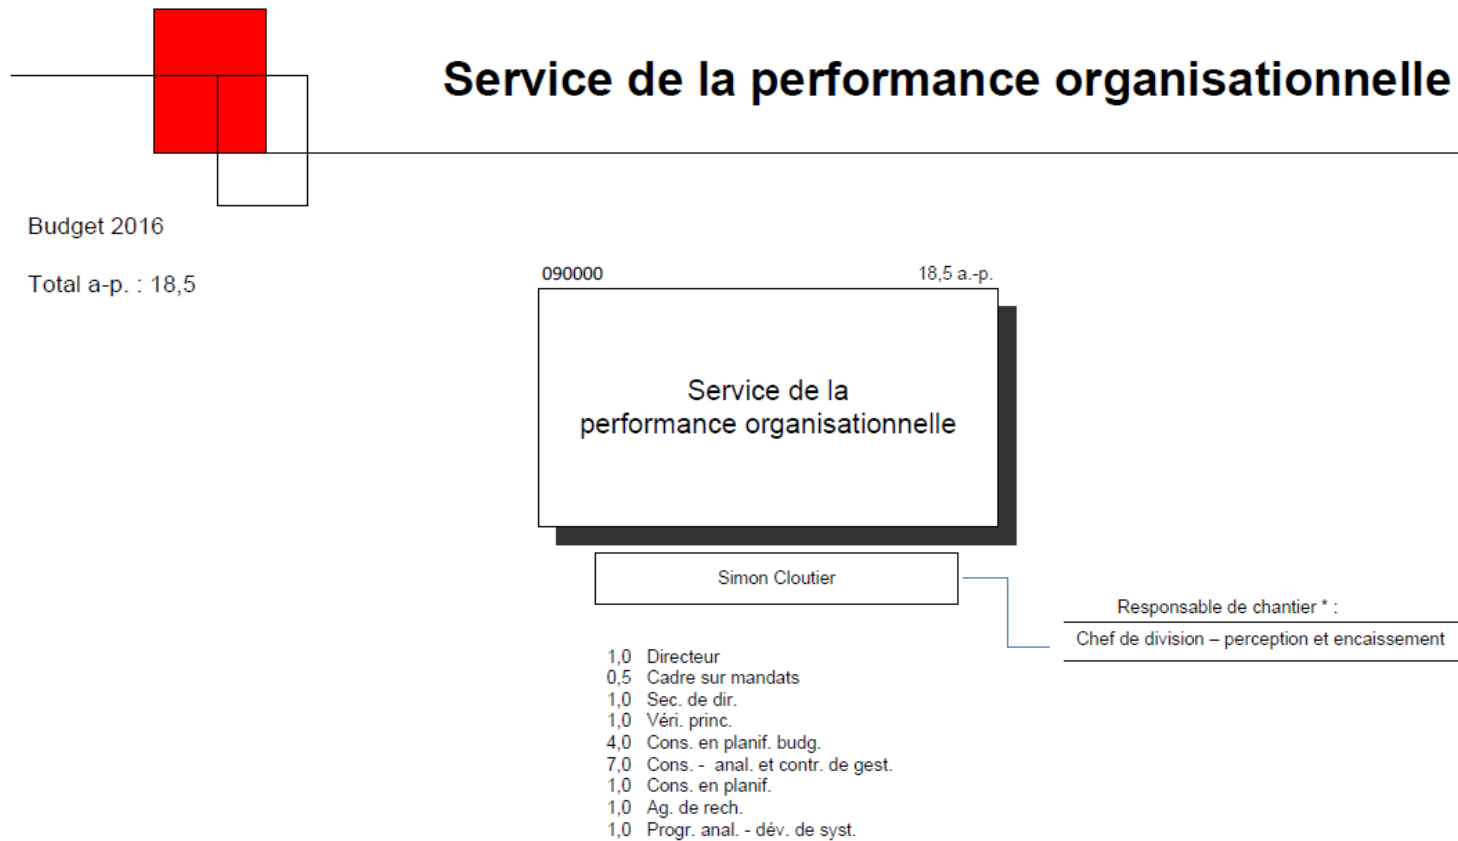 Service de la performance organisationnelle
Budget 2016
Total a-p. : 18,5
090000 18,5 a.-p.
Service de la
performance organisationnelle
Simon Cloutier
Responsable de chantier * :
Chef de division – perception et encaissement
1,0 Directeur
0,5 Cadre sur mandats
1,0 Sec. de dir.
1,0 Véri. princ.
4,0 Cons. en planif. budg.
7,0 Cons. - anal. et contr. de gest.
1,0 Cons. en planif.
1,0 Ag. de rech.
1,0 Progr. anal. - dév. de syst.